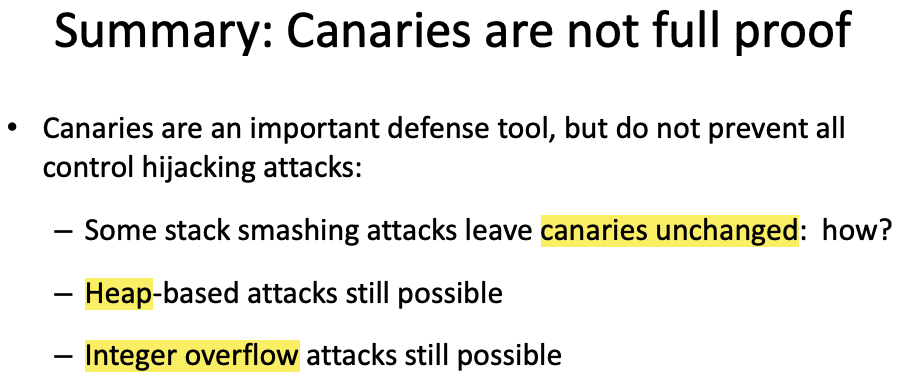 Summary: Canaries are not full proof
• Canaries are an important defense tool, but do not prevent all
control hijacking attacks:
– Some stack smashing attacks leave canaries unchanged:  how?
– Heap-based attacks still possible
– Integer overflow attacks still possible